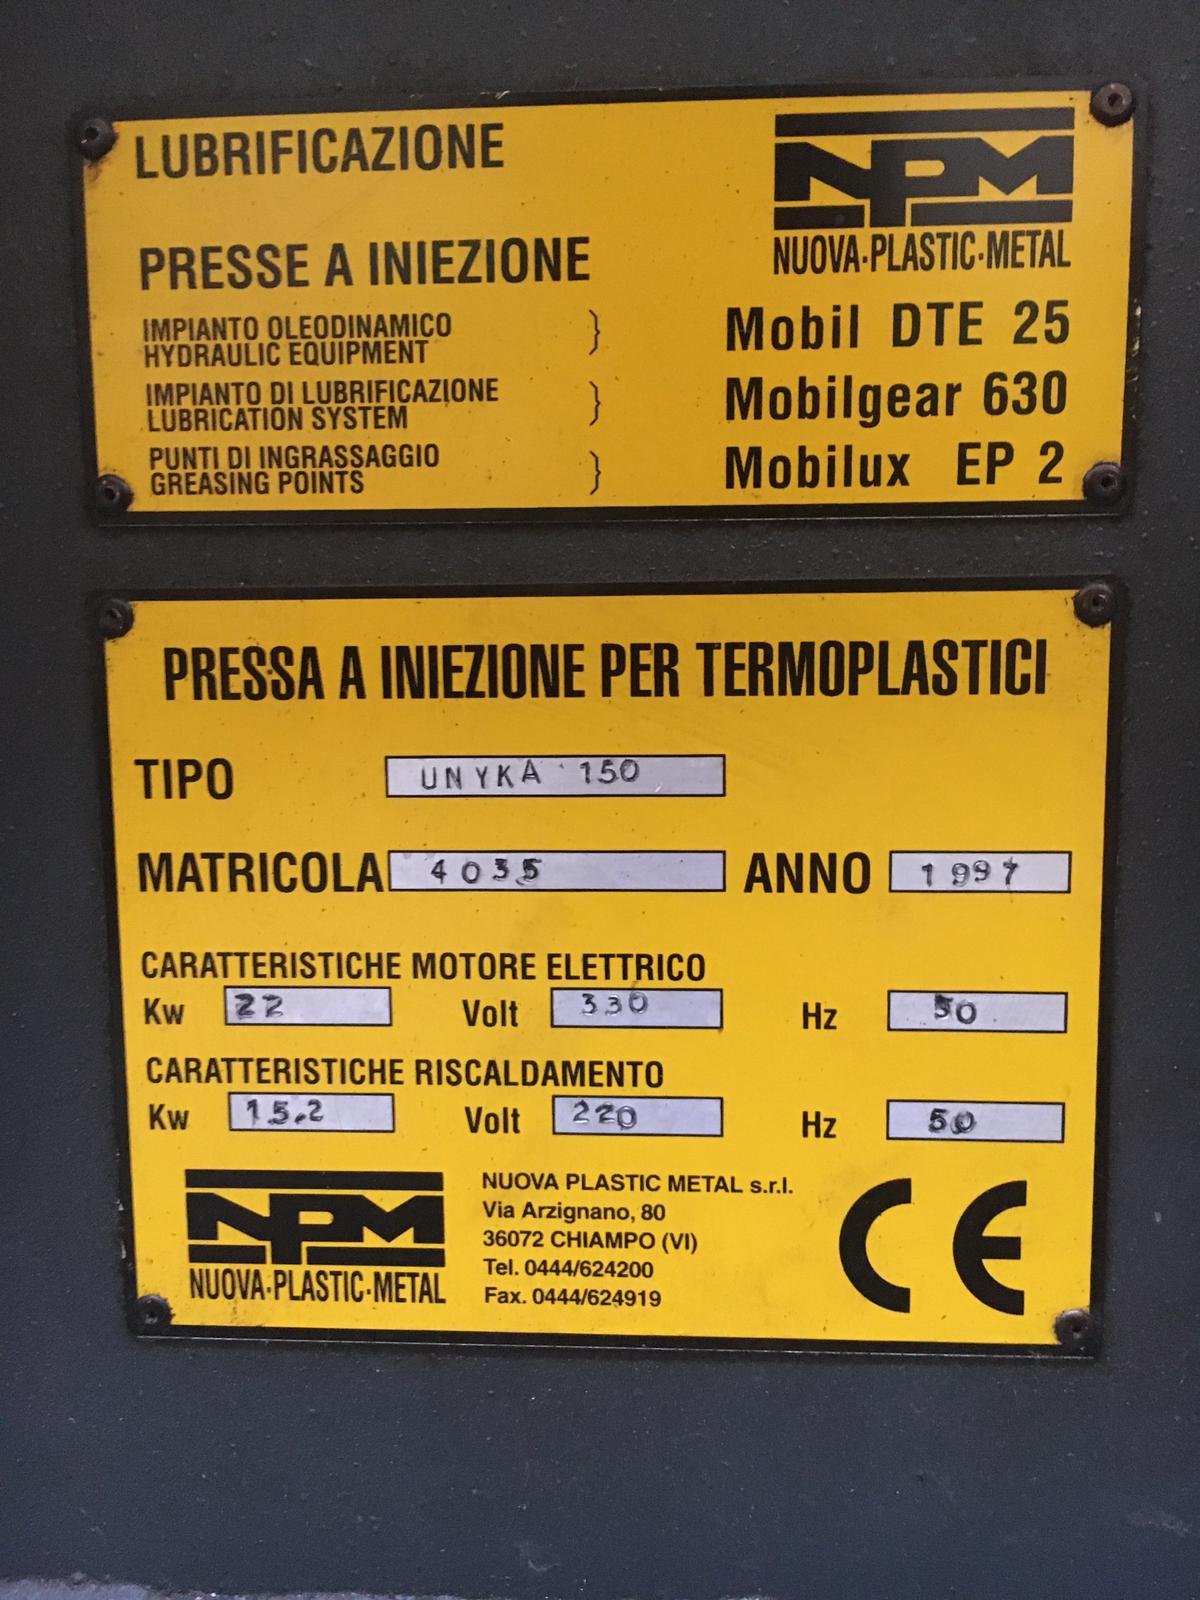 LUBRIFICAZIONE
NPM
NUOVA·PLASTIC·METAL
PRESSE A INIEZIONE
IMPIANTO OLEODINAMICO
HYDRAULIC EQUIPMENT } Mobil DTE 25
IMPIANTO DI LUBRIFICAZIONE
LUBRICATION SYSTEM } Mobilgear 630
PUNTI DI INGRASSAGGIO
GREASING POINTS } Mobilux EP 2
PRESSA A INIEZIONE PER TERMOPLASTICI
TIPO UNYKA 150
MATRICOLA 4035 ANNO 1997
CARATTERISTICHE MOTORE ELETTRICO
Kw 22 Volt 330 Hz 50
CARATTERISTICHE RISCALDAMENTO
Kw 15.2 Volt 220 Hz 50
NPM
NUOVA·PLASTIC·METAL
NUOVA PLASTIC METAL s.r.l.
Via Arzignano, 80
36072 CHIAMPO (VI)
Tel. 0444/624200
Fax. 0444/624919
CE